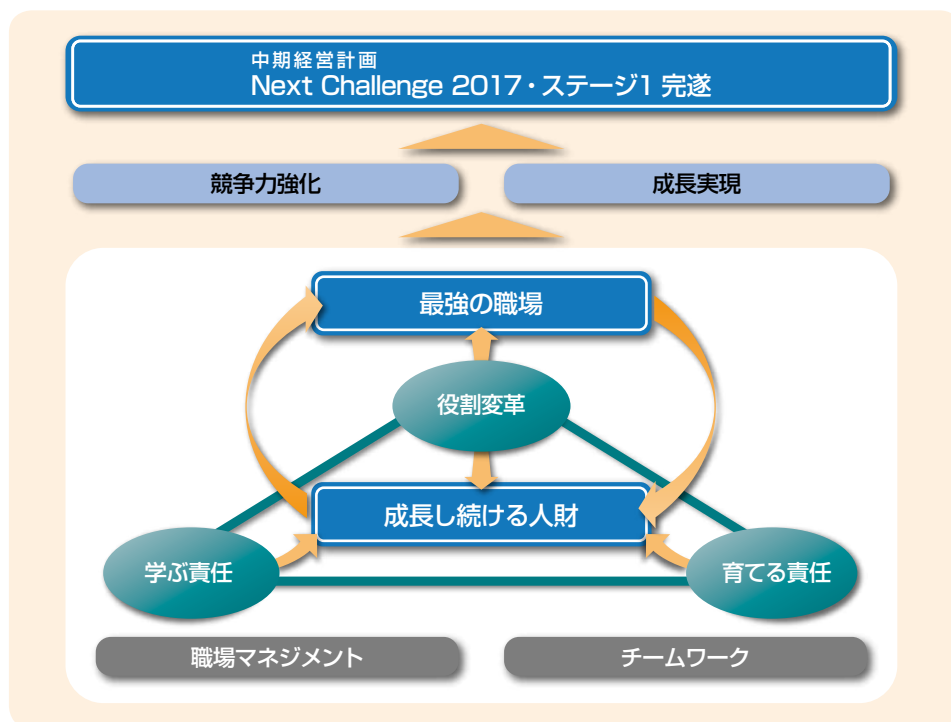 中期経営計画
Next Challenge 2017・ステージ1 完遂
競争力強化
成長実現
最強の職場
役割変革
成長し続ける人財
学ぶ責任
育てる責任
職場マネジメント
チームワーク